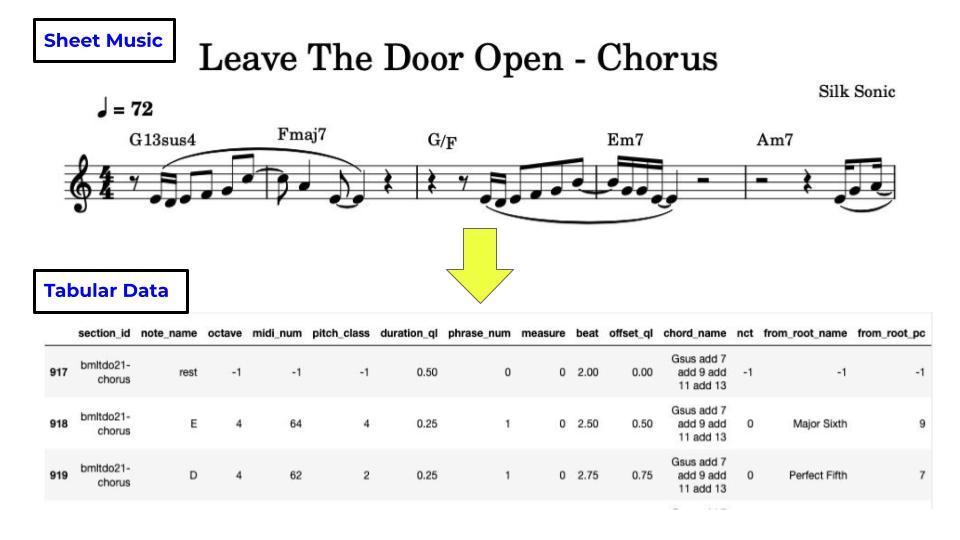 Sheet Music
Leave The Door Open - Chorus
Silk Sonic
♩ = 72
G13sus4 Fmaj7 G/F Em7 Am7
4
4
Tabular Data
section_id note_name octave midi_num pitch_class duration_ql phrase_num measure beat offset_ql chord_name nct from_root_name from_root_pc
917 bmltdo21-chorus rest -1 -1 -1 0.50 0 0 2.00 0.00 Gsus add 7 add 9 add 11 add 13 -1 -1 -1
918 bmltdo21-chorus E 4 64 4 0.25 1 0 2.50 0.50 Gsus add 7 add 9 add 11 add 13 0 Major Sixth 9
919 bmltdo21-chorus D 4 62 2 0.25 1 0 2.75 0.75 Gsus add 7 add 9 add 11 add 13 0 Perfect Fifth 7